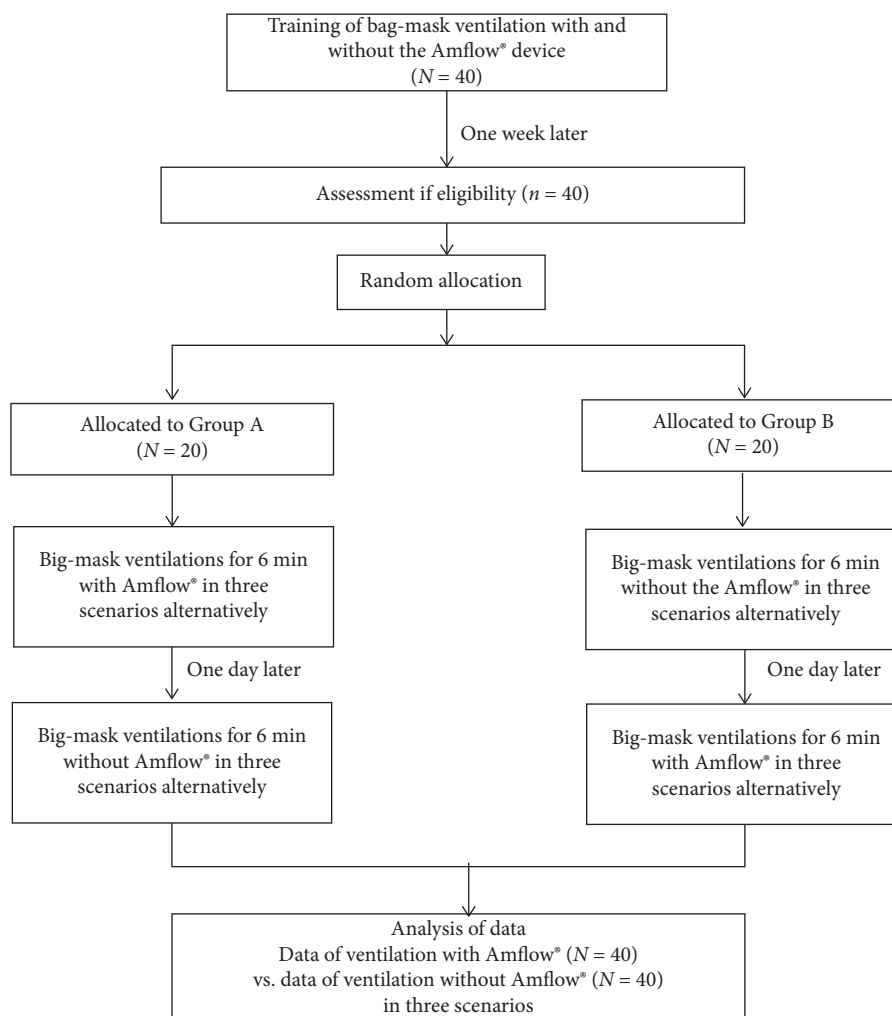 Training of bag-mask ventilation with and
without the Amflow® device
(N = 40)
One week later
Assessment if eligibility (n = 40)
Random allocation
Allocated to Group A
(N = 20)
Allocated to Group B
(N = 20)
Big-mask ventilations for 6 min
with Amflow® in three
scenarios alternatively
Big-mask ventilations for 6 min
without the Amflow® in three
scenarios alternatively
One day later
One day later
Big-mask ventilations for 6 min
without Amflow® in three
scenarios alternatively
Big-mask ventilations for 6 min
with Amflow® in three
scenarios alternatively
Analysis of data
Data of ventilation with Amflow® (N = 40)
vs. data of ventilation without Amflow® (N = 40)
in three scenarios